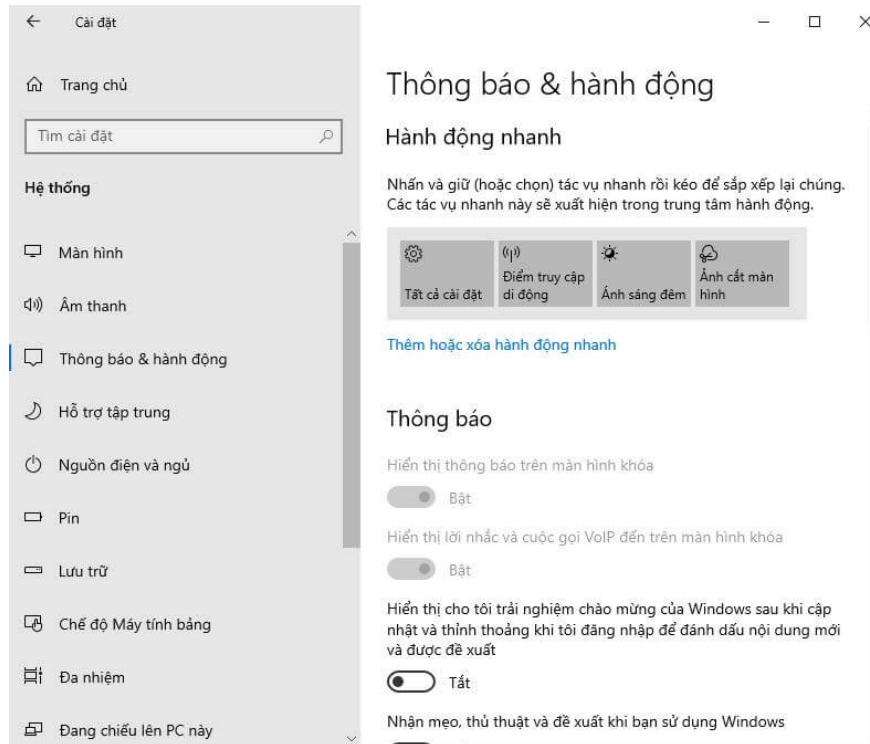 Cài đặt
Trang chủ
Tìm cài đặt
Hệ thống
Màn hình
Âm thanh
Thông báo & hành động
Hỗ trợ tập trung
Nguồn điện và ngủ
Pin
Lưu trữ
Chế độ Máy tính bảng
Đa nhiệm
Đang chiếu lên PC này
Thông báo & hành động
Hành động nhanh
Nhấn và giữ (hoặc chọn) tác vụ nhanh rồi kéo để sắp xếp lại chúng.
Các tác vụ nhanh này sẽ xuất hiện trong trung tâm hành động.
Tất cả cài đặt
Điểm truy cập
di động
Ánh sáng đêm
Ảnh cắt màn
hình
Thêm hoặc xóa hành động nhanh
Thông báo
Hiển thị thông báo trên màn hình khóa
Bật
Hiển thị lời nhắc và cuộc gọi VoIP đến trên màn hình khóa
Bật
Hiển thị cho tôi trải nghiệm chào mừng của Windows sau khi cập
nhật và thỉnh thoảng khi tôi đăng nhập để đánh dấu nội dung mới
và được đề xuất
Tắt
Nhận mẹo, thủ thuật và đề xuất khi bạn sử dụng Windows